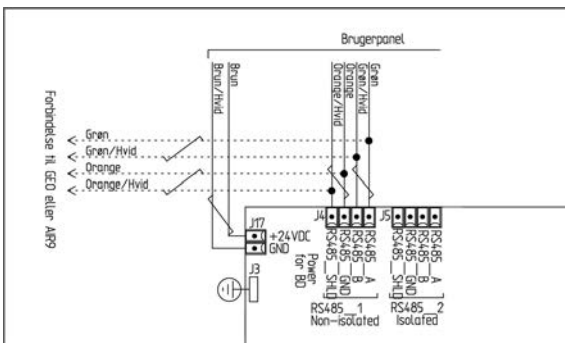 Brugerpanel
Brun/Hvid
Brun
Orange/Hvid
Orange
Grøn/Hvid
Grøn
Forbindelse til GEO eller AIR9
Grøn
Grøn/Hvid
Orange
Orange/Hvid
J17
+24VDC
GND
J3
J4
J5
RS485_SHLD
RS485_GND
RS485_B
RS485_A
RS485_SHLD
RS485_GND
RS485_B
RS485_A
Power
for BD
RS485_1
Non-isolated
RS485_2
Isolated